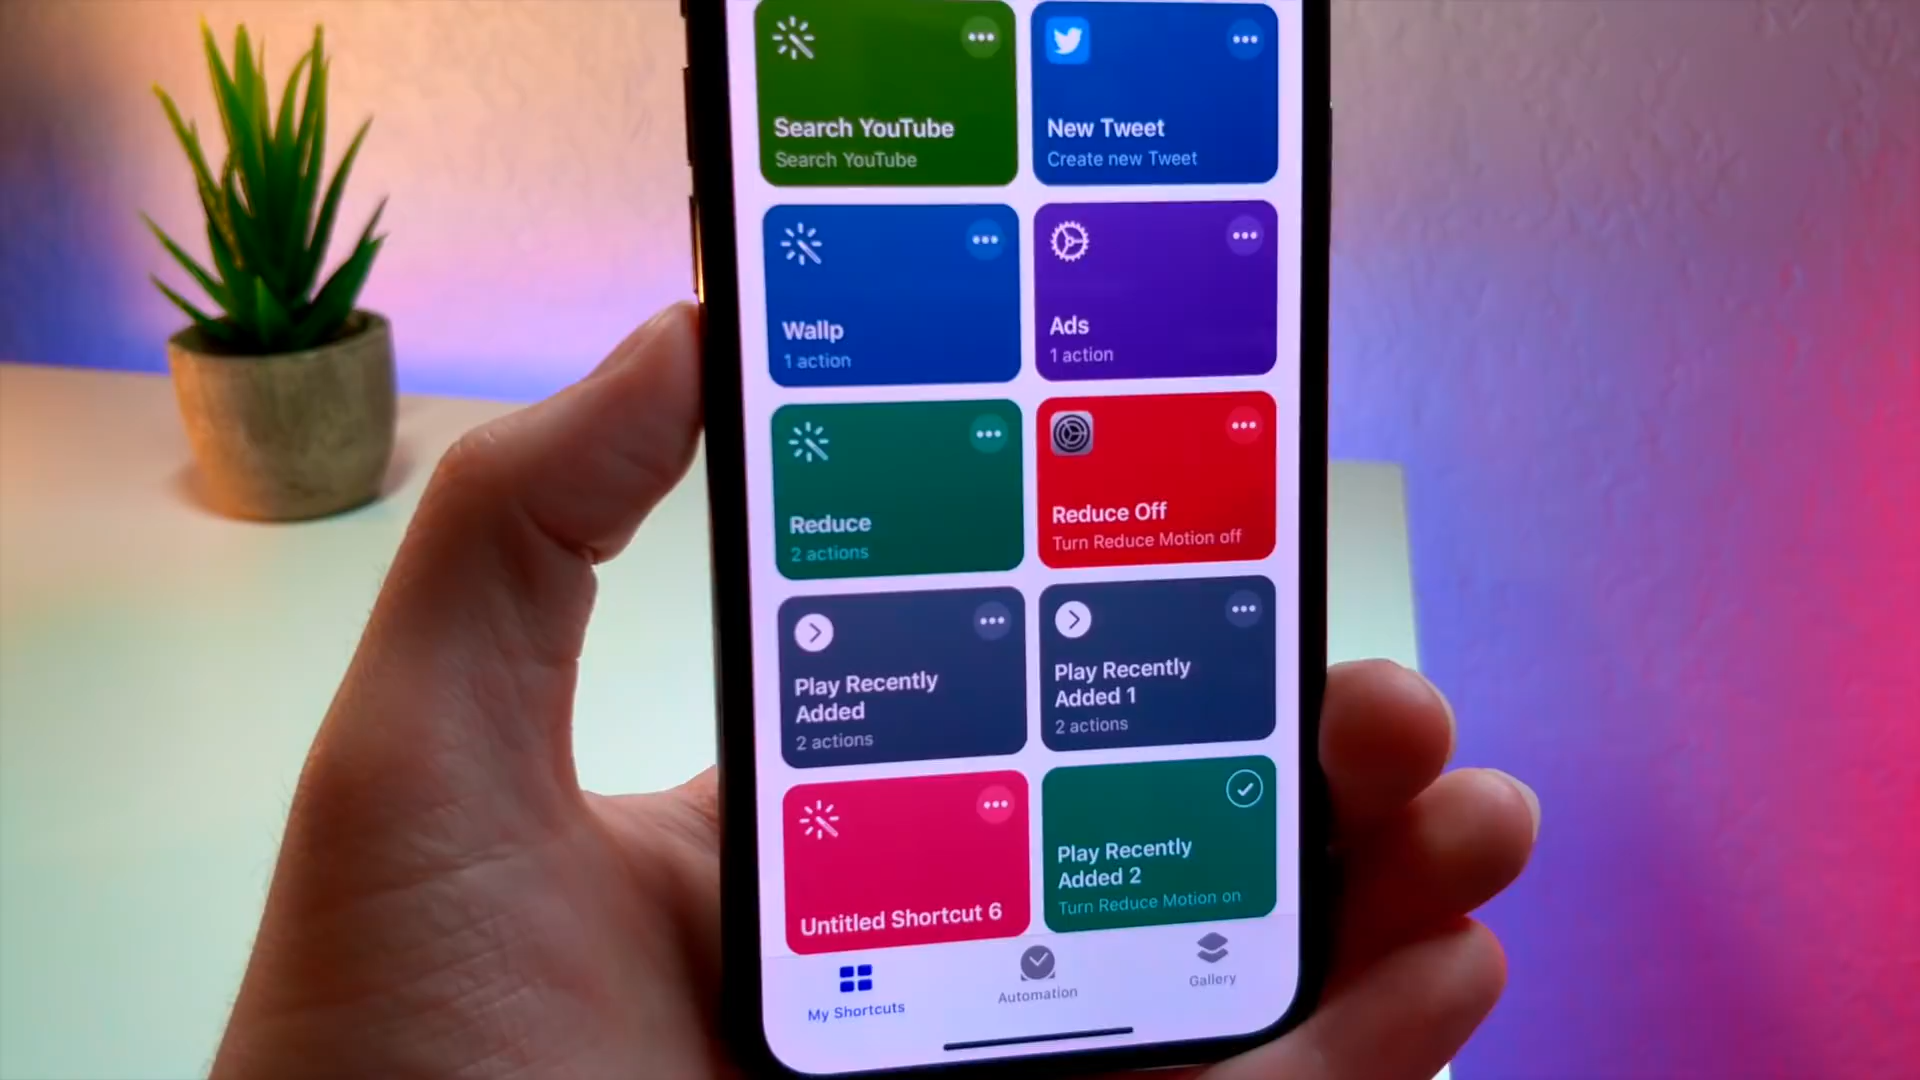 Search YouTube
Search YouTube
New Tweet
Create new Tweet
Wallp
1 action
Ads
1 action
Reduce
2 actions
Reduce Off
Turn Reduce Motion off
Play Recently
Added
2 actions
Play Recently
Added 1
2 actions
Untitled Shortcut 6
Play Recently
Added 2
Turn Reduce Motion on
My Shortcuts
Automation
Gallery